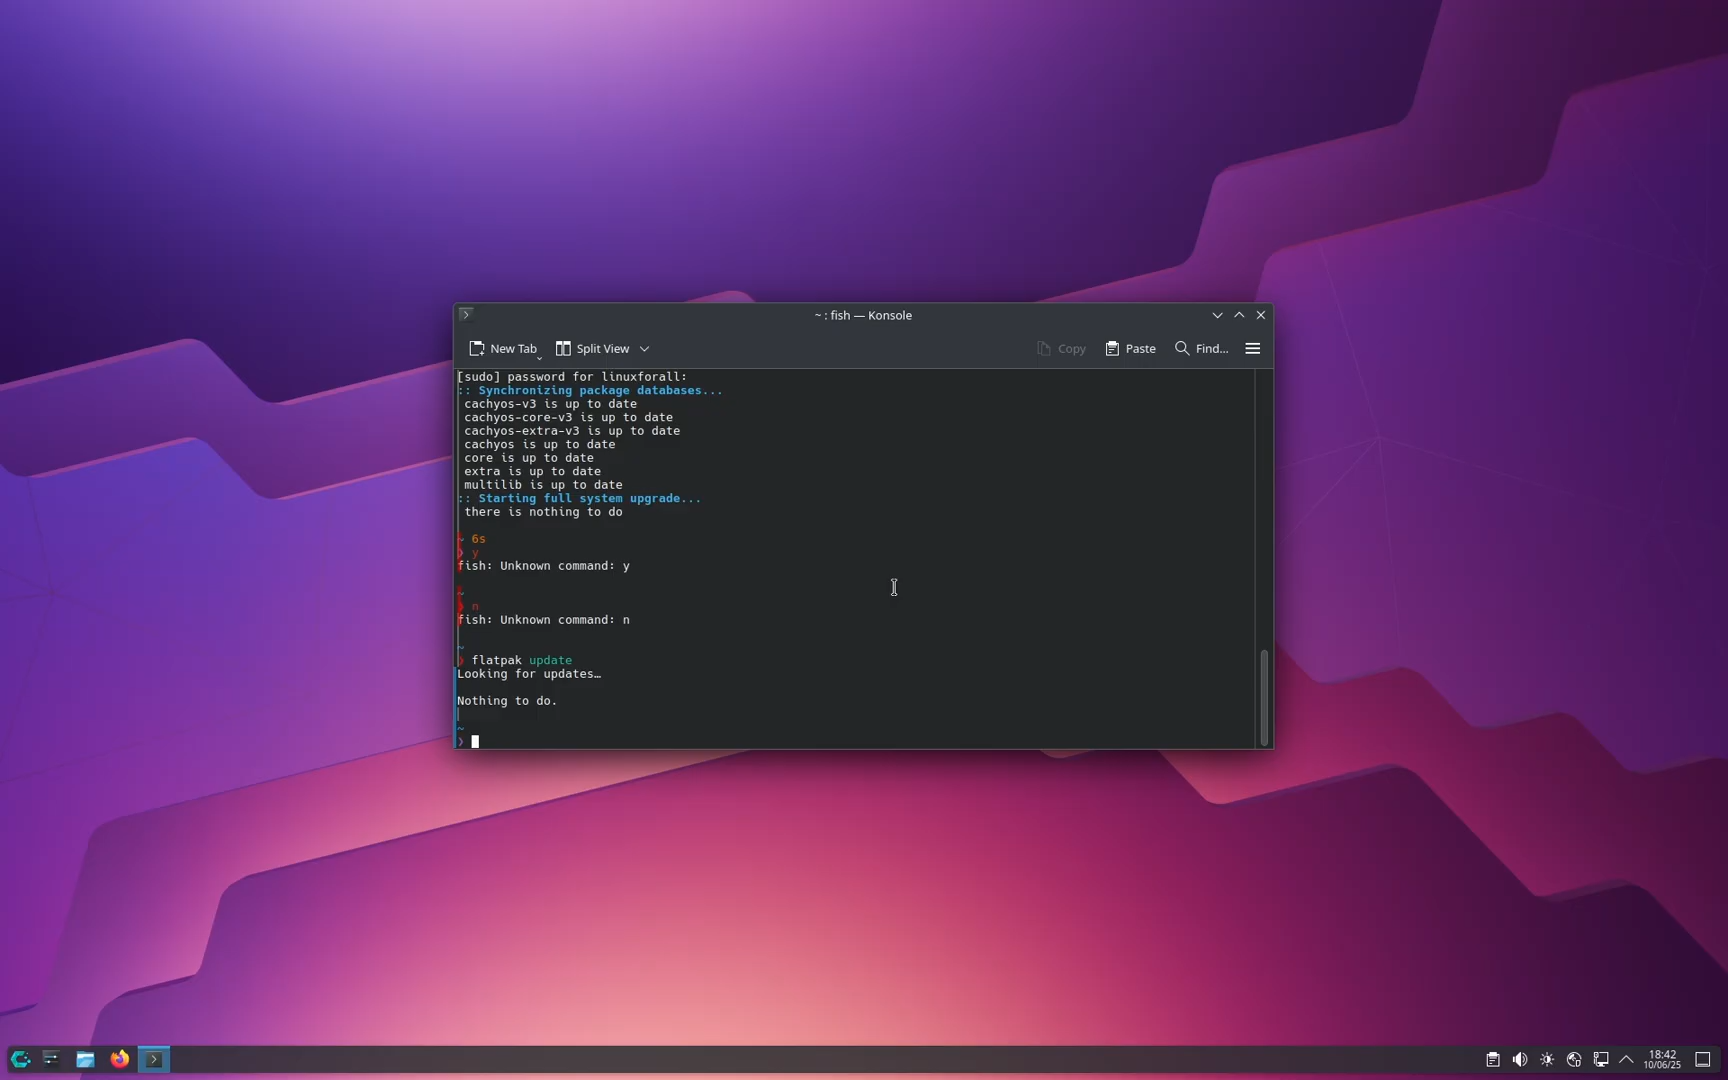 ~ : fish — Konsole
New Tab
Split View
Copy
Paste
Find...
[sudo] password for linuxforall:
:: Synchronizing package databases...
cachyos-v3 is up to date
cachyos-core-v3 is up to date
cachyos-extra-v3 is up to date
cachyos is up to date
core is up to date
extra is up to date
multilib is up to date
:: Starting full system upgrade...
there is nothing to do
~ 6s
❯ y
fish: Unknown command: y
~
❯ n
fish: Unknown command: n
~
❯ flatpak update
Looking for updates…
Nothing to do.
~
❯
18:42
10/06/25